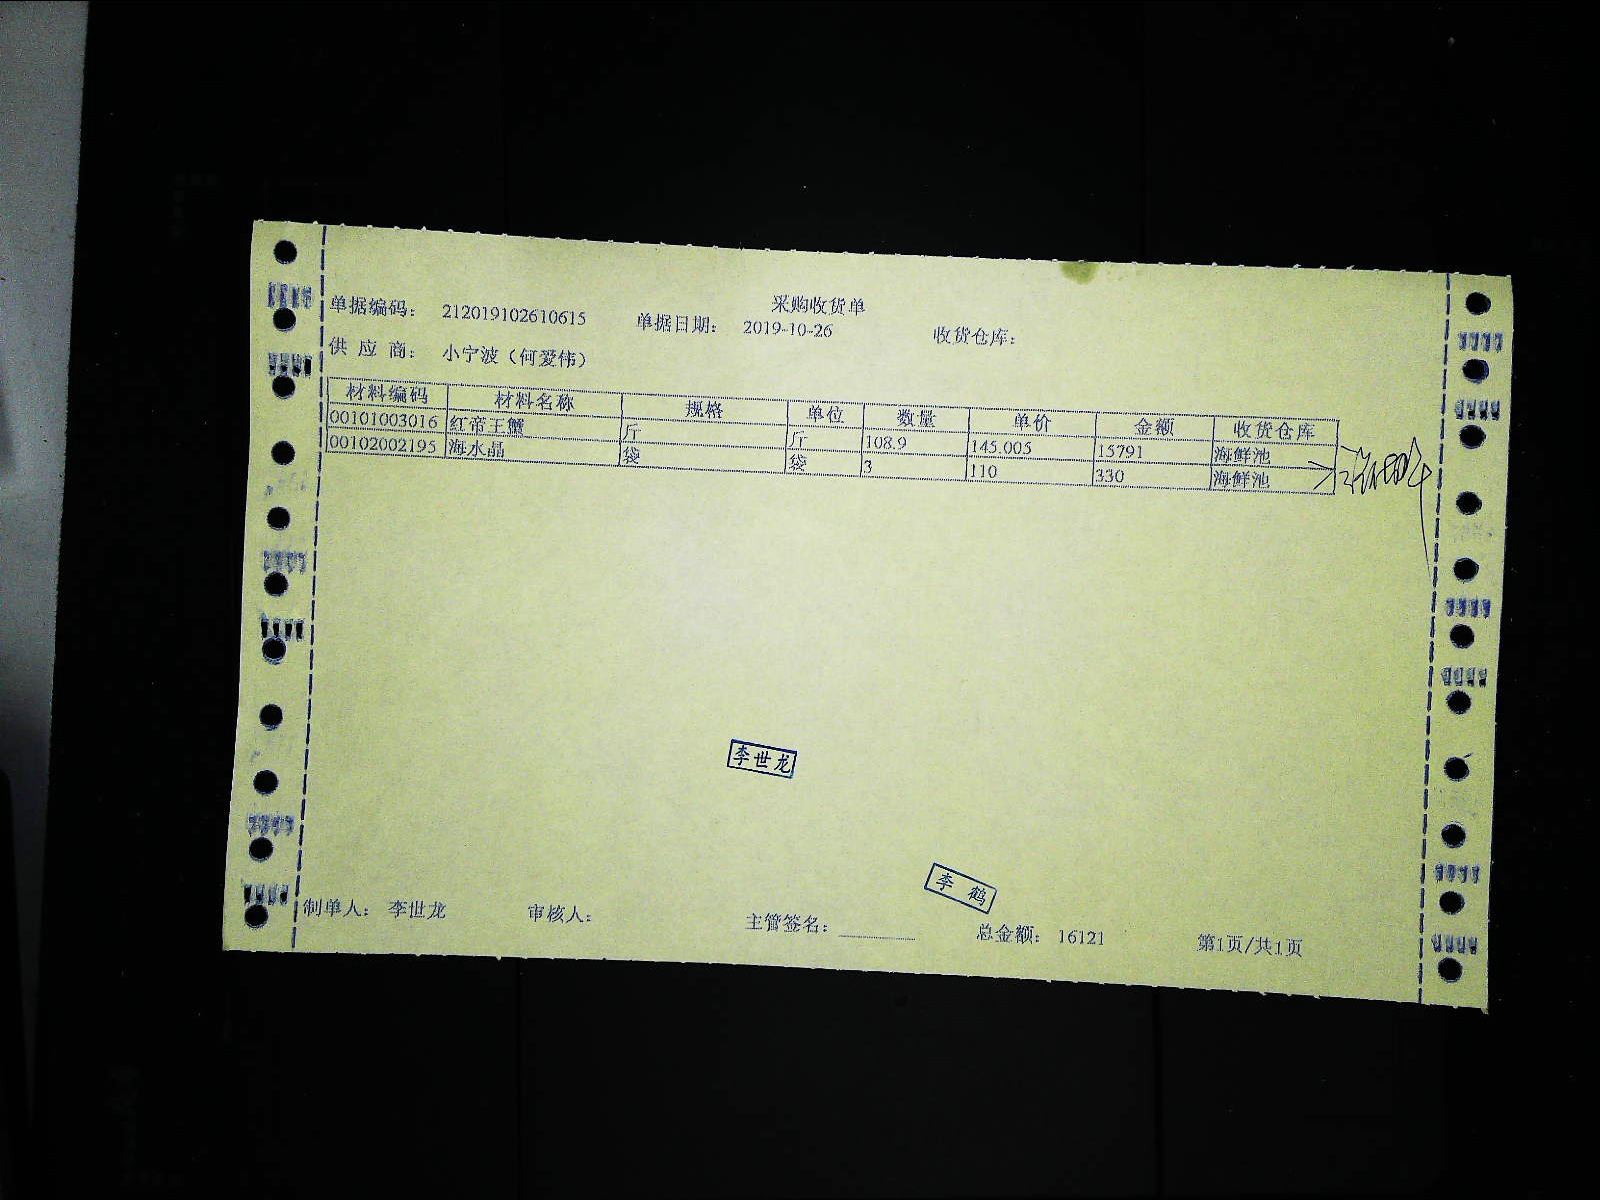 采购收货单
单据编码： 212019102610615 单据日期： 2019-10-26 收货仓库：
供 应 商： 小宁波（何爱伟）
材料编码 材料名称 规格 单位 数量 单价 金额 收货仓库
00101003016 红帝王蟹 斤 斤 108.9 145.005 15791 海鲜池
00102002195 海水晶 袋 袋 3 110 330 海鲜池
李世龙
李 鹤
制单人： 李世龙 审核人： 主管签名： 总金额： 16121 第1页/共1页